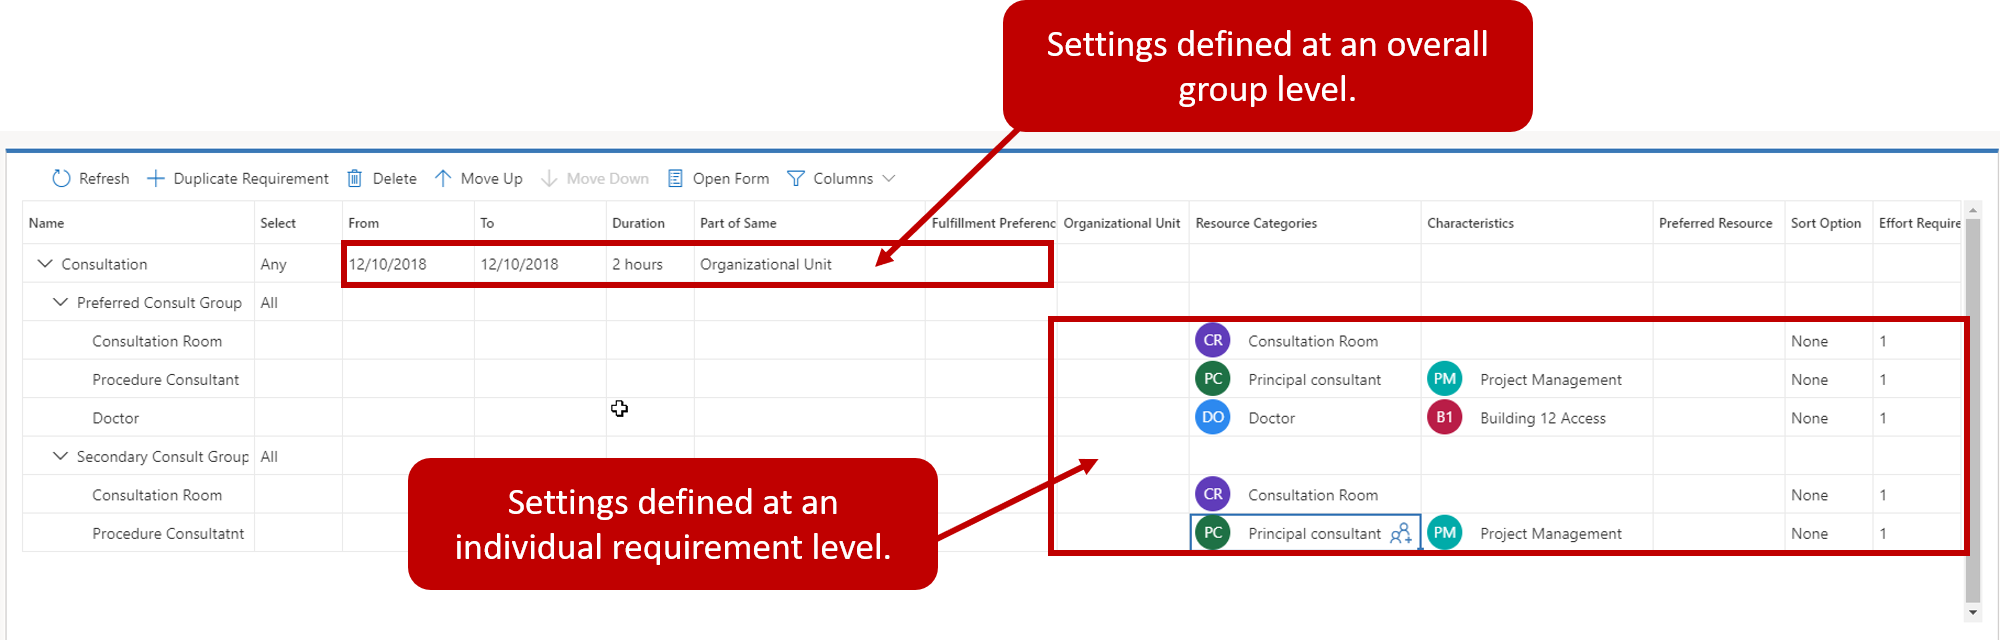 Settings defined at an overall
group level.
Refresh Duplicate Requirement Delete Move Up Move Down Open Form Columns
Name Select From To Duration Part of Same Fulfillment Preferenc Organizational Unit Resource Categories Characteristics Preferred Resource Sort Option Effort Require
Consultation Any 12/10/2018 12/10/2018 2 hours Organizational Unit
Preferred Consult Group All
Consultation Room CR Consultation Room None 1
Procedure Consultant PC Principal consultant PM Project Management None 1
Doctor DO Doctor B1 Building 12 Access None 1
Secondary Consult Group All
Consultation Room CR Consultation Room None 1
Procedure Consultatnt PC Principal consultant PM Project Management None 1
Settings defined at an
individual requirement level.